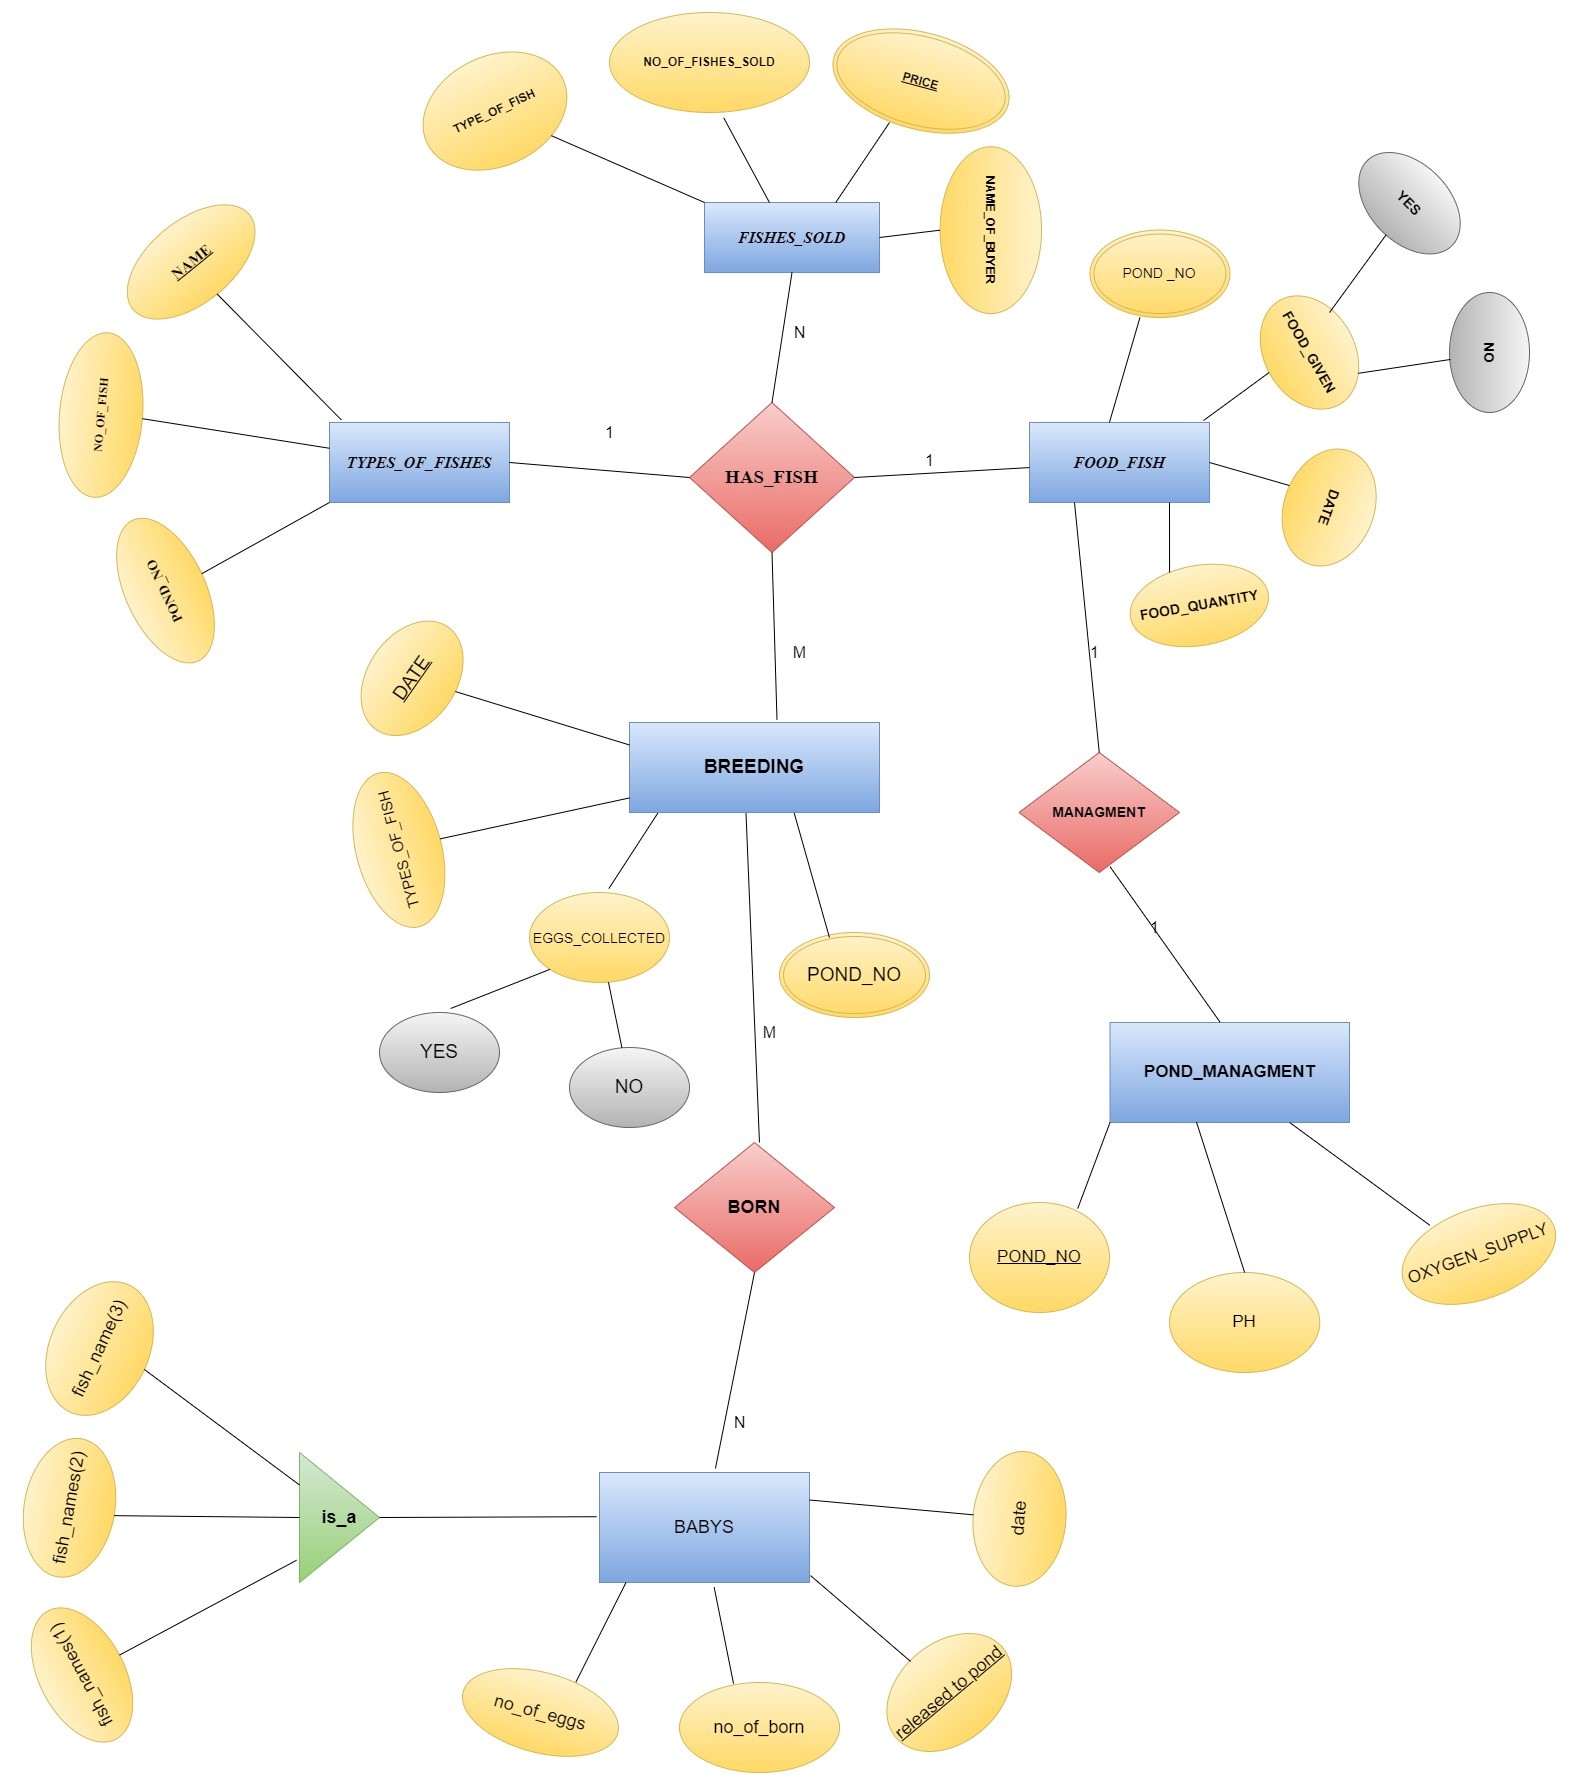 NO_OF_FISHES_SOLD
PRICE
TYPE_OF_FISH
NAME_OF_BUYER
FISHES_SOLD
YES
NAME
POND _NO
FOOD_GIVEN
NO
N
NO_OF_FISH
1
TYPES_OF_FISHES
HAS_FISH
1
FOOD_FISH
DATE
POND_NO
FOOD_QUANTITY
M
1
DATE
BREEDING
TYPES_OF_FISH
MANAGMENT
EGGS_COLLECTED
POND_NO
1
YES
NO
M
POND_MANAGMENT
BORN
POND_NO
PH
OXYGEN_SUPPLY
fish_name(3)
N
fish_names(2)
is_a
BABYS
date
fish_names(1)
no_of_eggs
no_of_born
released to pond